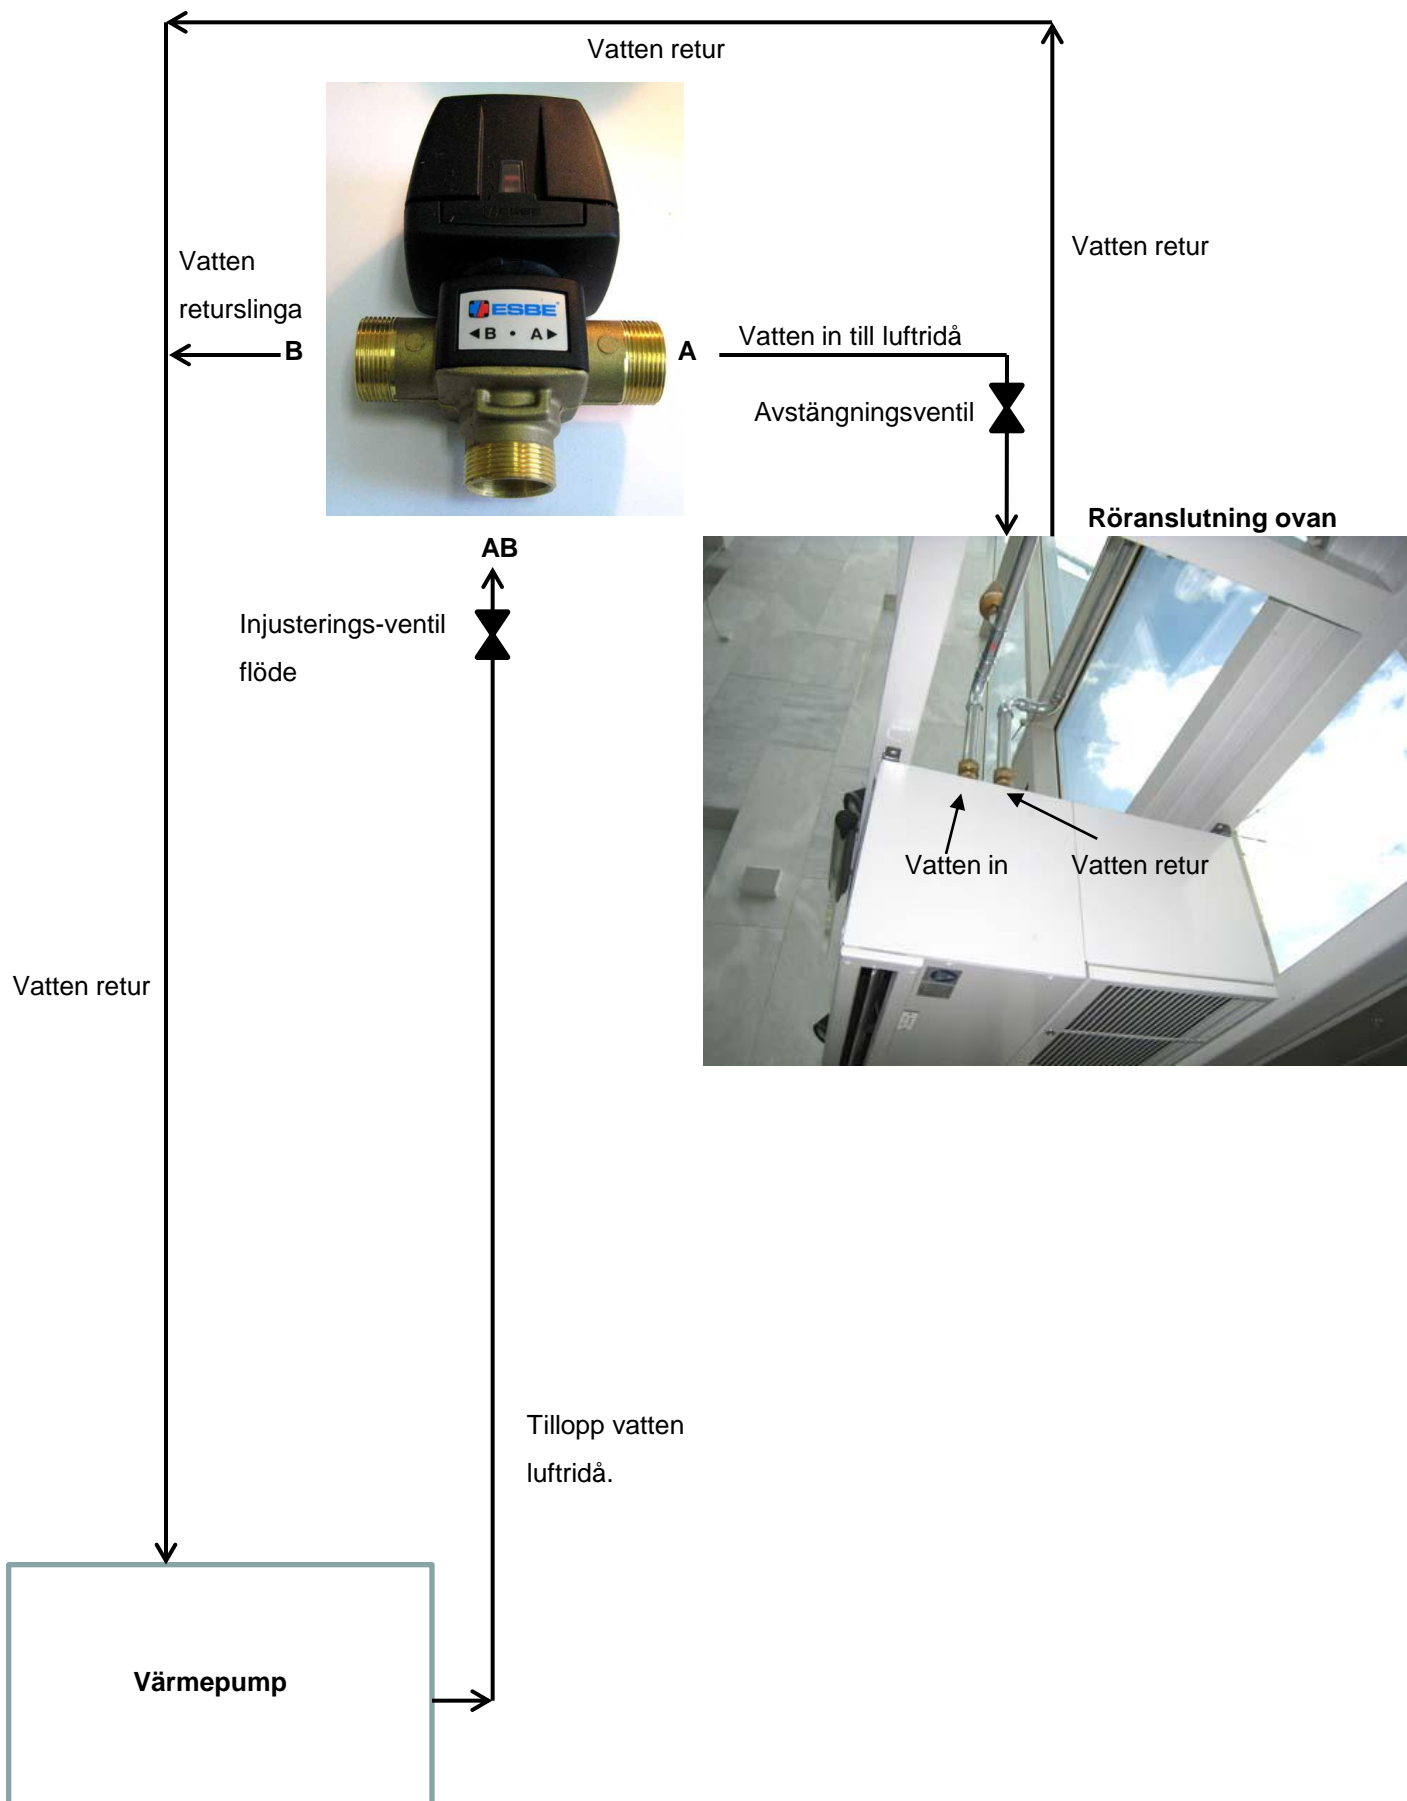 Vatten retur
Vatten retur
Vatten
returslinga
B
ESBE
◄B • A►
A
Vatten in till luftridå
Avstängningsventil
Röranslutning ovan
AB
Injusterings-ventil
flöde
Vatten in
Vatten retur
Vatten retur
Tillopp vatten
luftridå.
Värmepump